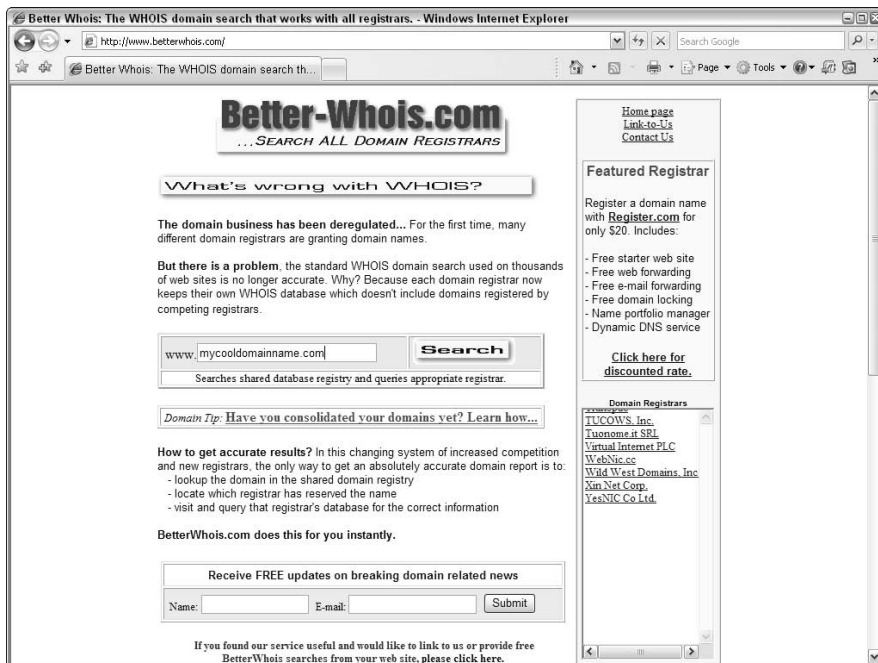 Better Whois: The WHOIS domain search that works with all registrars. - Windows Internet Explorer
http://www.betterwhois.com/
Search Google
Better Whois: The WHOIS domain search th...
Page
Tools
Better-Whois.com
...SEARCH ALL DOMAIN REGISTRARS
What's wrong with WHOIS?
The domain business has been deregulated... For the first time, many
different domain registrars are granting domain names.
But there is a problem, the standard WHOIS domain search used on thousands
of web sites is no longer accurate. Why? Because each domain registrar now
keeps their own WHOIS database which doesn't include domains registered by
competing registrars.
www. mycooldomainname.com
Search
Searches shared database registry and queries appropriate registrar.
Domain Tip: Have you consolidated your domains yet? Learn how...
How to get accurate results? In this changing system of increased competition
and new registrars, the only way to get an absolutely accurate domain report is to:
- lookup the domain in the shared domain registry
- locate which registrar has reserved the name
- visit and query that registrar's database for the correct information
BetterWhois.com does this for you instantly.
Receive FREE updates on breaking domain related news
Name:
E-mail:
Submit
If you found our service useful and would like to link to us or provide free
BetterWhois searches from your web site, please click here.
Home page
Link-to-Us
Contact Us
Featured Registrar
Register a domain name
with Register.com for
only $20. Includes:
- Free starter web site
- Free web forwarding
- Free e-mail forwarding
- Free domain locking
- Name portfolio manager
- Dynamic DNS service
Click here for
discounted rate.
Domain Registrars
TUCOWS, Inc.
Tuonome.it SRL
Virtual Internet PLC
WebNic.cc
Wild West Domains, Inc
Xin Net Corp.
YesNIC Co Ltd.